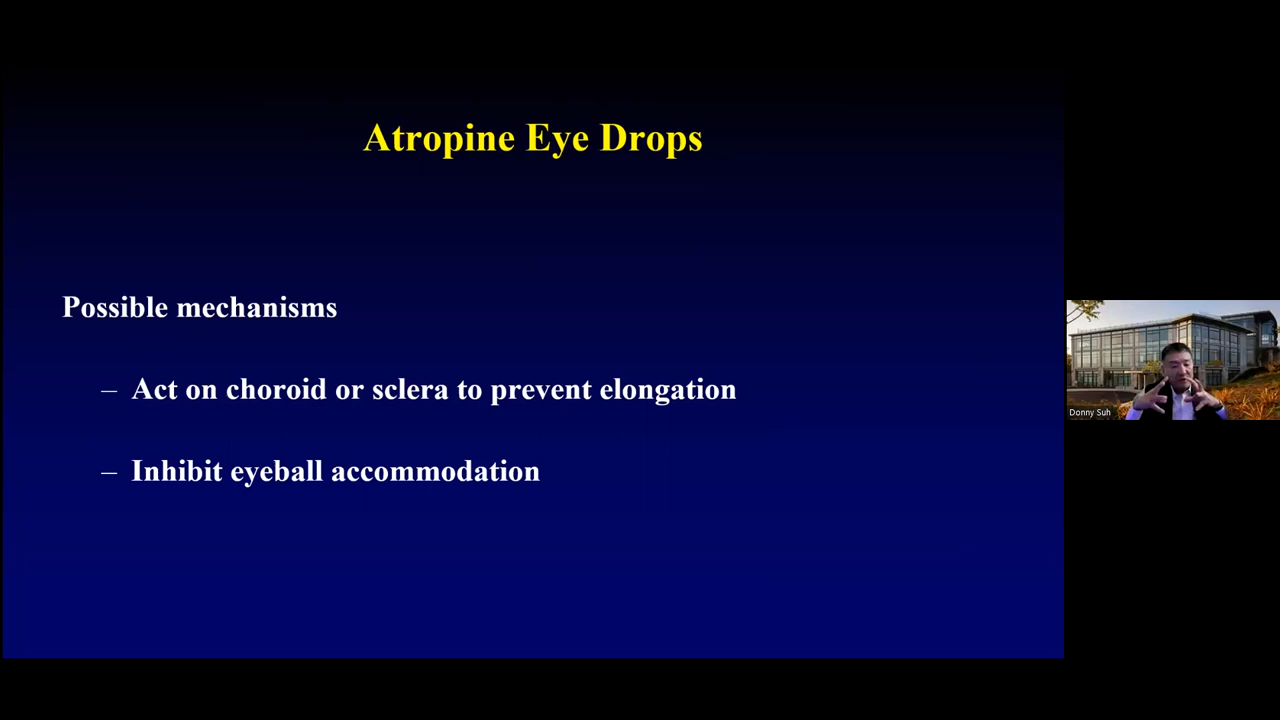 Atropine Eye Drops
Possible mechanisms
– Act on choroid or sclera to prevent elongation
– Inhibit eyeball accommodation
Donny Suh